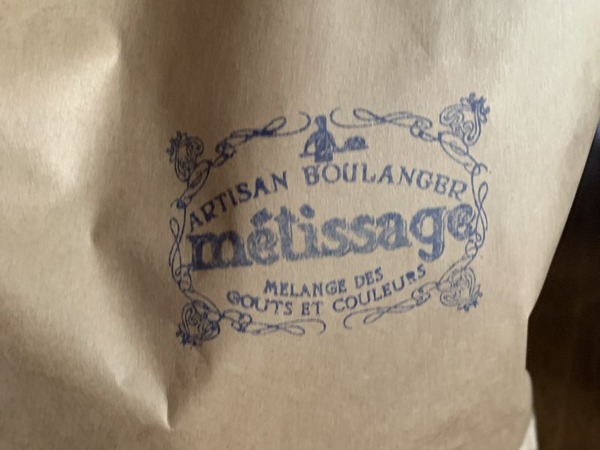 ARTISAN BOULANGER
métissage
MELANGE DES
GOUTS ET COULEURS